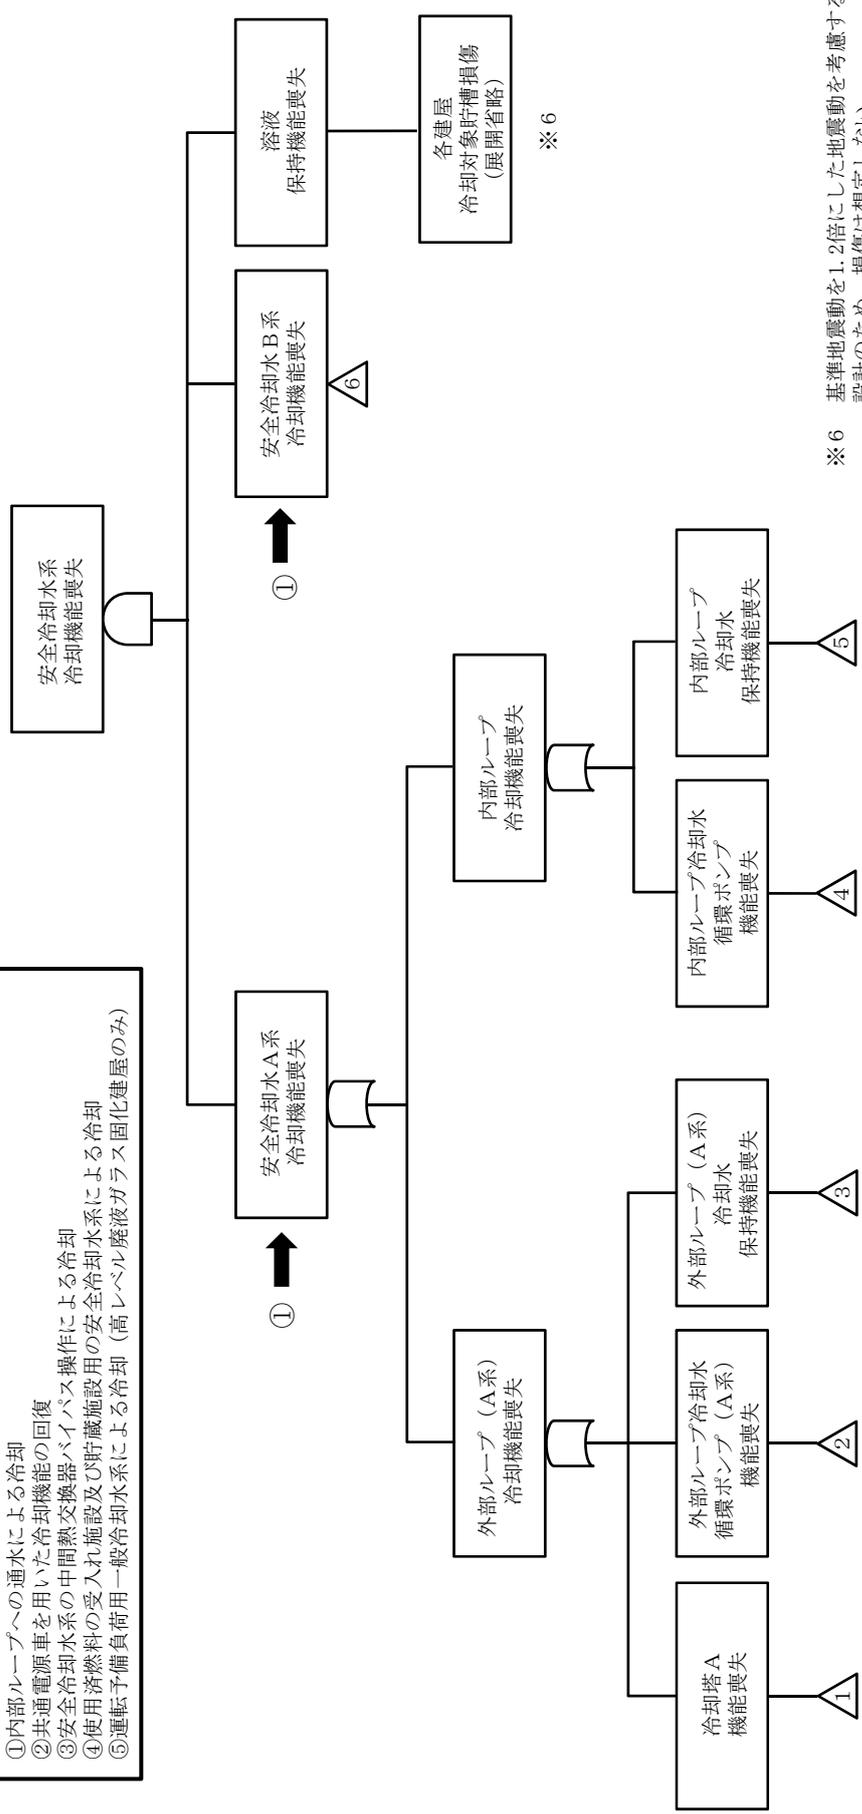 ①内部ループへの通水による冷却
②共通電源車を用いた冷却機能の回復
③安全冷却水系の中間熱交換器バイパス操作による冷却
④使用済燃料の受入れ施設及び貯蔵施設用の安全冷却水系による冷却
⑤運転予備負荷用一般冷却水系による冷却（高レベル廃液ガラス固化建屋のみ）
安全冷却水系
冷却機能喪失
①
安全冷却水A系
冷却機能喪失
①
安全冷却水B系
冷却機能喪失
6
溶液
保持機能喪失
各建屋
冷却対象貯槽損傷
（展開省略）
※6
外部ループ（A系）
冷却機能喪失
内部ループ
冷却機能喪失
冷却塔A
機能喪失
1
外部ループ冷却水
循環ポンプ（A系）
機能喪失
2
外部ループ（A系）
冷却水
保持機能喪失
3
内部ループ冷却水
循環ポンプ
機能喪失
4
内部ループ
冷却水
保持機能喪失
5
※6　基準地震動を1.2倍にした地震動を考慮する
設計のため、損傷は想定しない